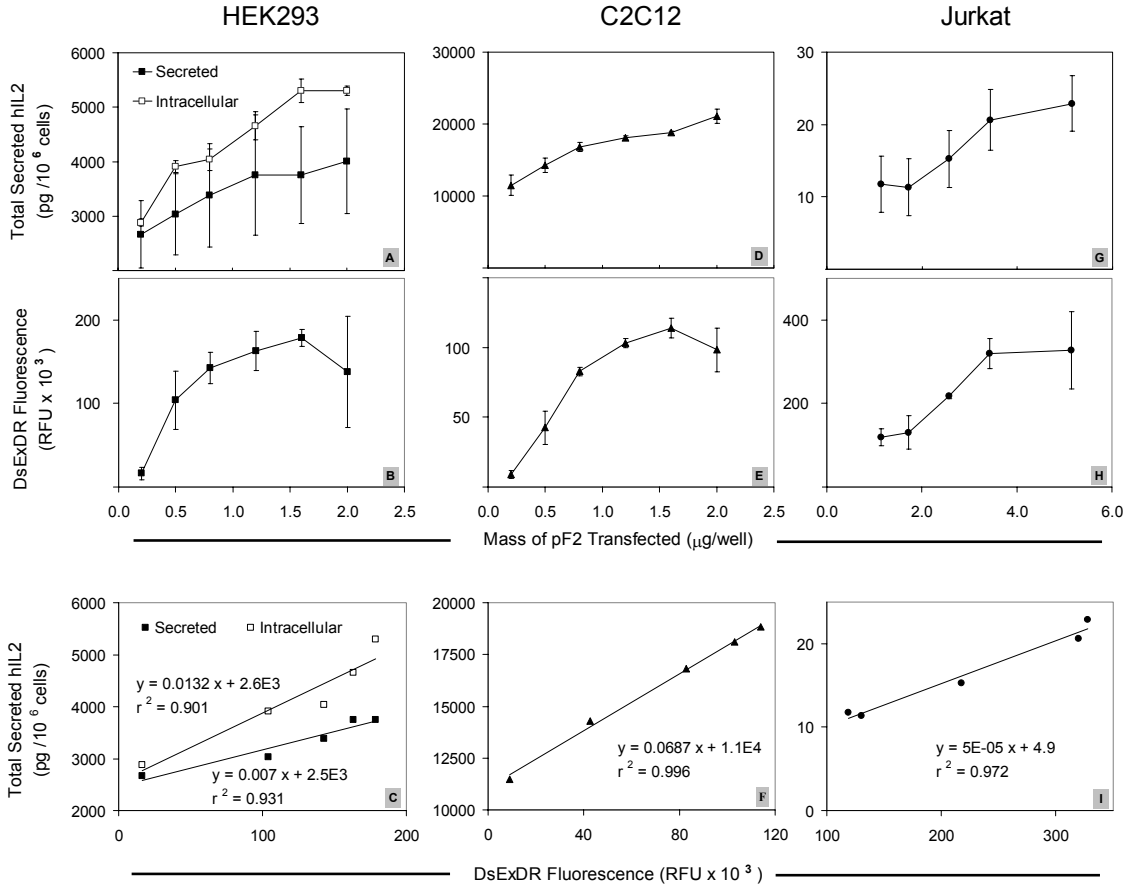 HEK293
C2C12
Jurkat
Total Secreted hIL2
(pg /10 6 cells)
6000
5000
4000
3000
Secreted
Intracellular
A
30000
20000
10000
0
D
30
20
10
0
G
DsExDR Fluorescence
(RFU x 10 3)
200
100
0
B
0.0 0.5 1.0 1.5 2.0 2.5
100
50
0
E
0.0 0.5 1.0 1.5 2.0 2.5
400
200
0
H
0.0 2.0 4.0 6.0
Mass of pF2 Transfected (μg/well)
Total Secreted hIL2
(pg /10 6 cells)
6000
5000
4000
3000
2000
Secreted Intracellular
y = 0.0132 x + 2.6E3
r 2 = 0.901
y = 0.007 x + 2.5E3
r 2 = 0.931
C
0 100 200
20000
17500
15000
12500
10000
y = 0.0687 x + 1.1E4
r 2 = 0.996
F
0 40 80 120
20
10
0
y = 5E-05 x + 4.9
r 2 = 0.972
I
100 200 300
DsExDR Fluorescence (RFU x 10 3 )